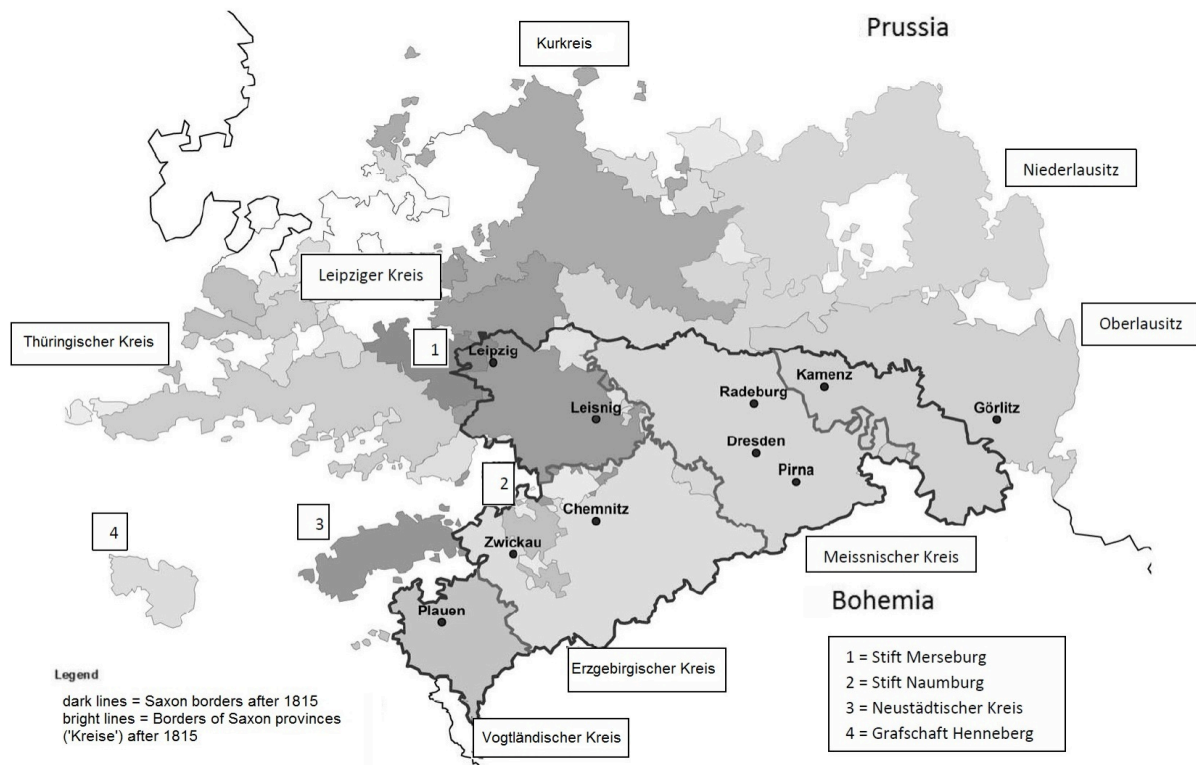 Kurkreis
Prussia
Niederlausitz
Leipziger Kreis
Oberlausitz
Thüringischer Kreis
1
Leipzig
Kamenz
Radeburg
Leisnig
Görlitz
Dresden
Pirna
2
Chemnitz
3
4
Zwickau
Meissnischer Kreis
Bohemia
Plauen
Erzgebirgischer Kreis
Vogtländischer Kreis
Legend
dark lines = Saxon borders after 1815
bright lines = Borders of Saxon provinces
('Kreise') after 1815
1 = Stift Merseburg
2 = Stift Naumburg
3 = Neustädtischer Kreis
4 = Grafschaft Henneberg